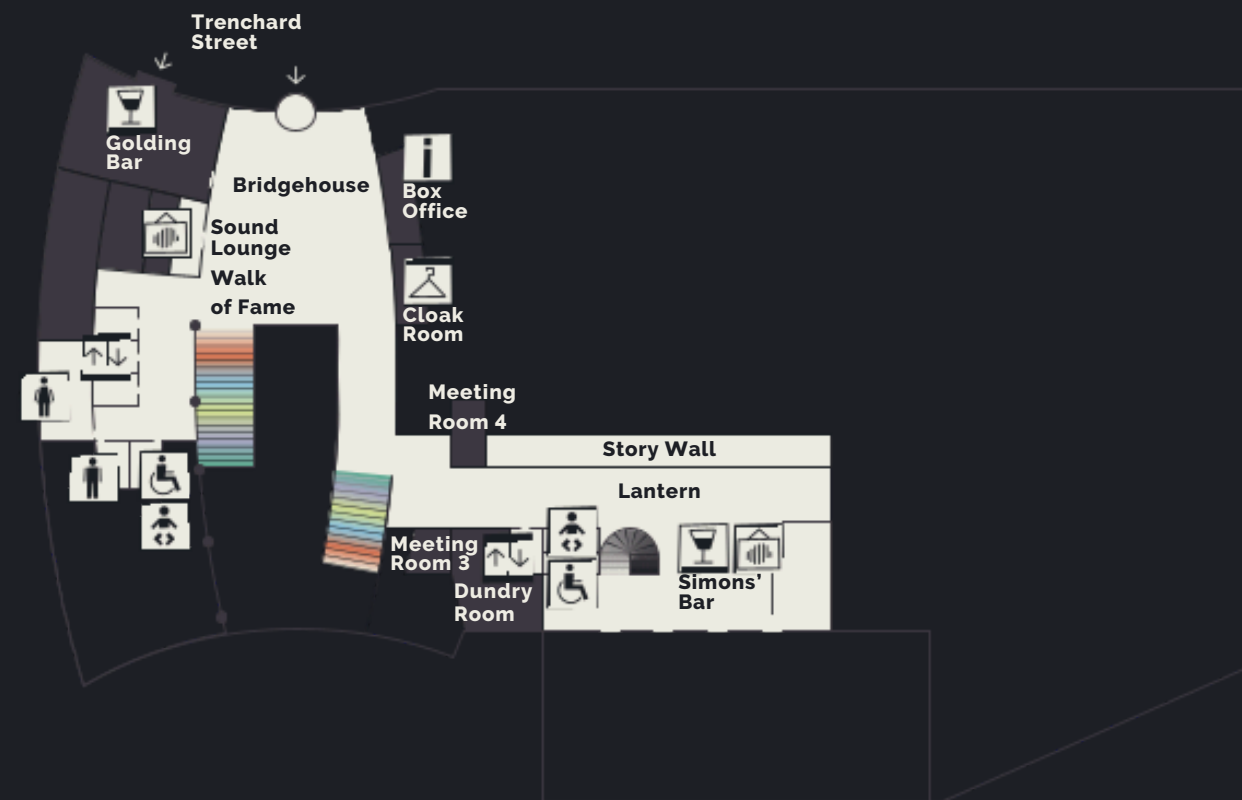 Trenchard
Street
Golding
Bar
Bridgehouse
Box
Office
Sound
Lounge
Walk
of Fame
Cloak
Room
Meeting
Room 4
Story Wall
Lantern
Meeting
Room 3
Dundry
Room
Simons’
Bar